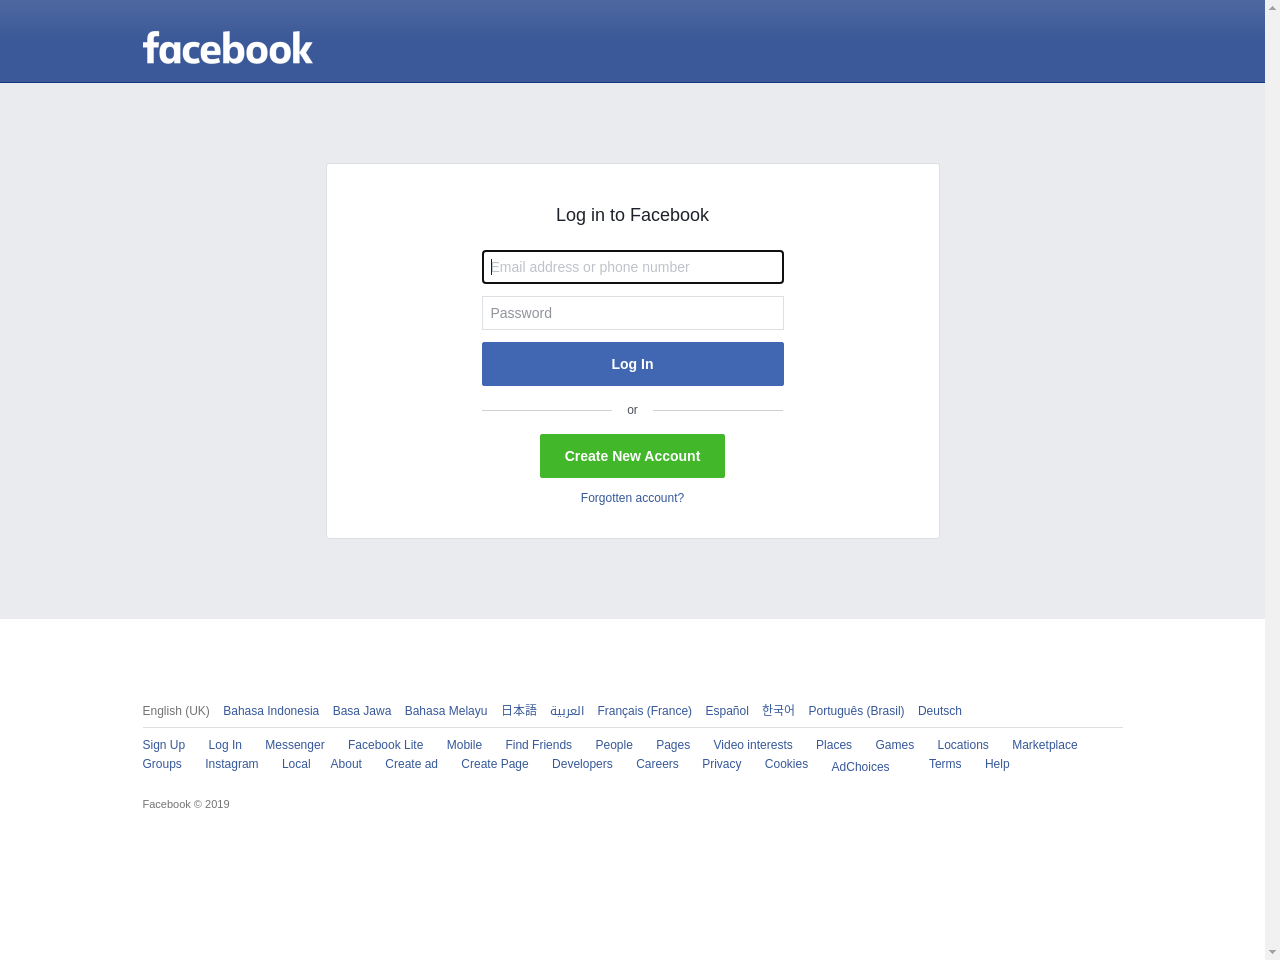 facebook
Log in to Facebook
Email address or phone number
Password
Log In
or
Create New Account
Forgotten account?
English (UK) Bahasa Indonesia Basa Jawa Bahasa Melayu 日本語 العربية Français (France) Español 한국어 Português (Brasil) Deutsch
Sign Up Log In Messenger Facebook Lite Mobile Find Friends People Pages Video interests Places Games Locations Marketplace
Groups Instagram Local About Create ad Create Page Developers Careers Privacy Cookies AdChoices Terms Help
Facebook © 2019